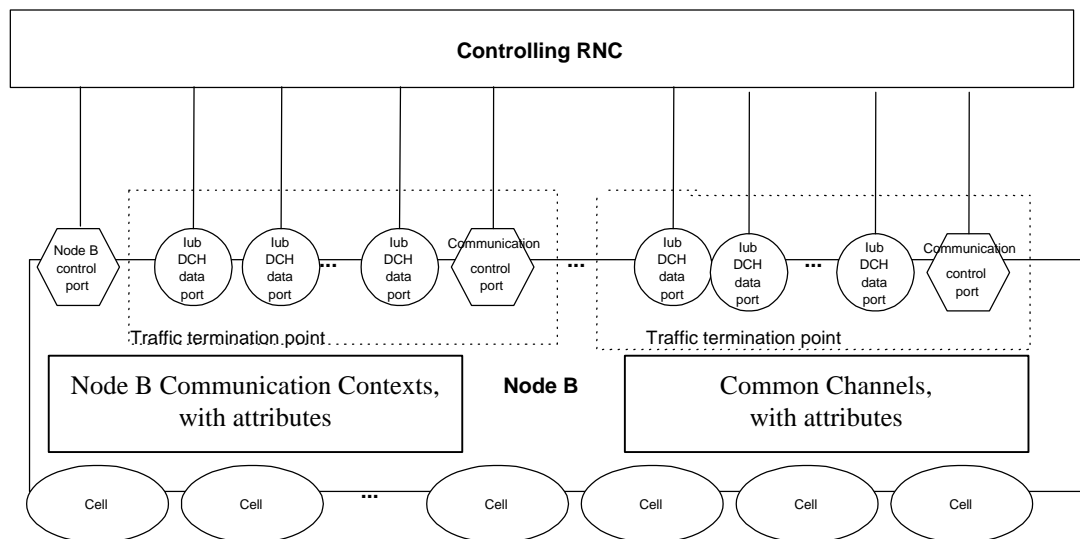 Controlling RNC
Node B
control
port
Iub
DCH
data
port
Iub
DCH
data
port
...
Iub
DCH
data
port
Communication
control
port
...
Iub
DCH
data
port
Iub
DCH
data
port
...
Iub
DCH
data
port
Communication
control
port
Traffic termination point
Traffic termination point
Node B Communication Contexts,
with attributes
Node B
Common Channels,
with attributes
Cell
Cell
...
Cell
Cell
Cell
Cell